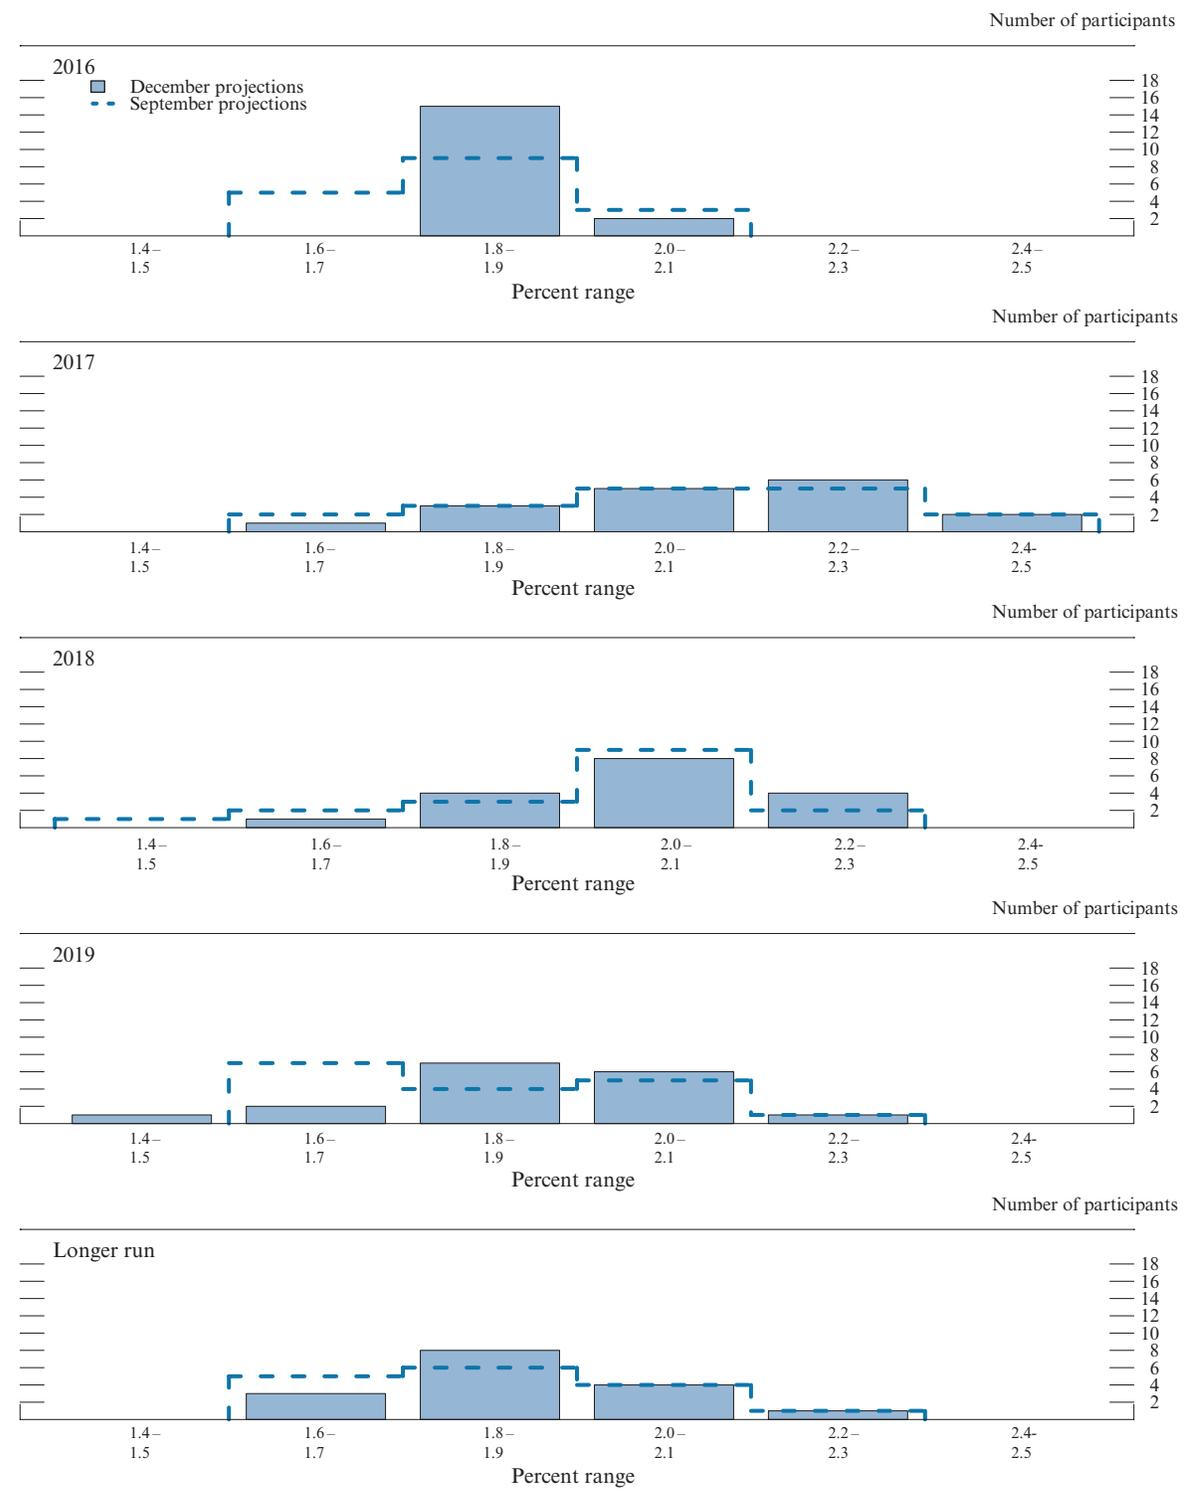 Number of participants
2016
December projections
September projections
18
16
14
12
10
8
6
4
2
1.4– 1.6– 1.8– 2.0– 2.2– 2.4–
1.5 1.7 1.9 2.1 2.3 2.5
Percent range
Number of participants
2017
18
16
14
12
10
8
6
4
2
1.4– 1.6– 1.8– 2.0– 2.2– 2.4-
1.5 1.7 1.9 2.1 2.3 2.5
Percent range
Number of participants
2018
18
16
14
12
10
8
6
4
2
1.4– 1.6– 1.8– 2.0– 2.2– 2.4-
1.5 1.7 1.9 2.1 2.3 2.5
Percent range
Number of participants
2019
18
16
14
12
10
8
6
4
2
1.4– 1.6– 1.8– 2.0– 2.2– 2.4-
1.5 1.7 1.9 2.1 2.3 2.5
Percent range
Number of participants
Longer run
18
16
14
12
10
8
6
4
2
1.4– 1.6– 1.8– 2.0– 2.2– 2.4-
1.5 1.7 1.9 2.1 2.3 2.5
Percent range